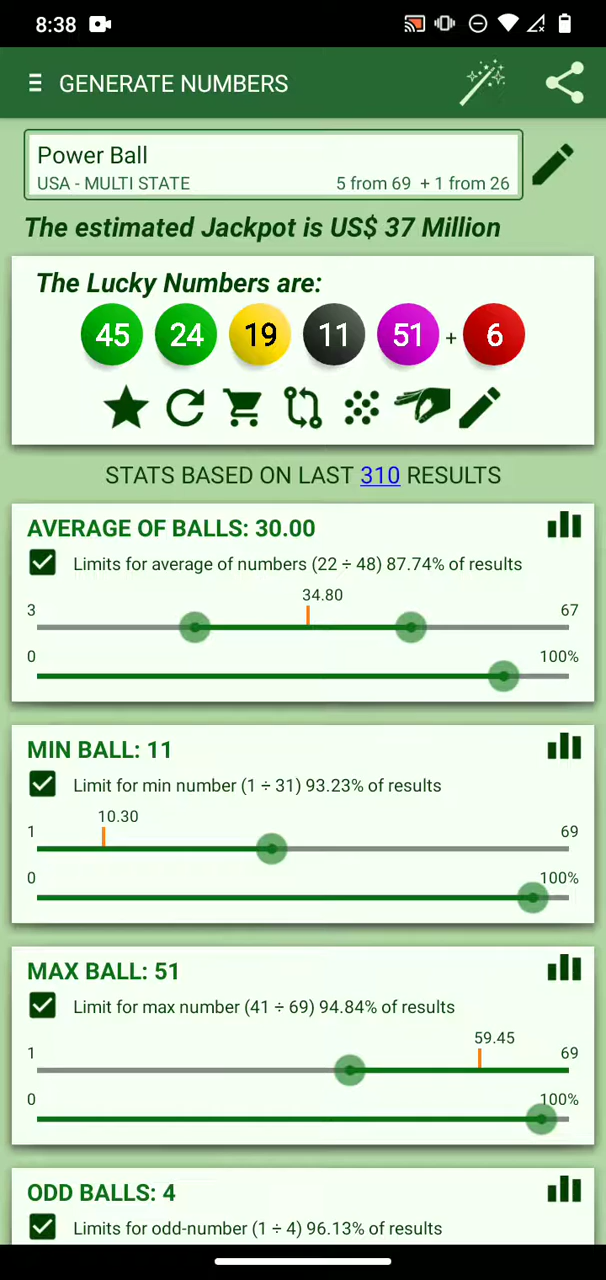 8:38
GENERATE NUMBERS
Power Ball
USA - MULTI STATE 5 from 69 + 1 from 26
The estimated Jackpot is US$ 37 Million
The Lucky Numbers are:
45 24 19 11 51 + 6
STATS BASED ON LAST 310 RESULTS
AVERAGE OF BALLS: 30.00
Limits for average of numbers (22 ÷ 48) 87.74% of results
34.80
3 67
0 100%
MIN BALL: 11
Limit for min number (1 ÷ 31) 93.23% of results
10.30
1 69
0 100%
MAX BALL: 51
Limit for max number (41 ÷ 69) 94.84% of results
59.45
1 69
0 100%
ODD BALLS: 4
Limits for odd-number (1 ÷ 4) 96.13% of results